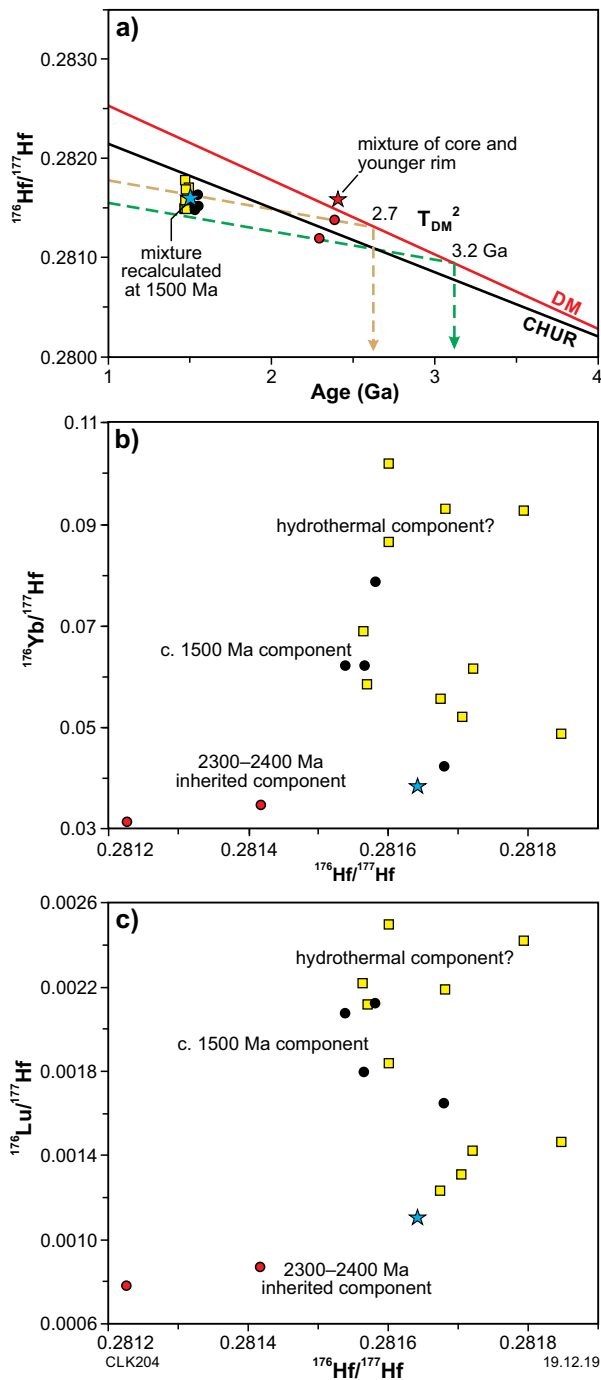 a)
0.2830
0.2820
0.2810
0.2800
¹⁷⁶Hf/¹⁷⁷Hf
mixture of core and
younger rim
2.7
T_DM²
3.2 Ga
mixture
recalculated
at 1500 Ma
DM
CHUR
1
2
3
4
Age (Ga)
b)
0.11
0.09
0.07
0.05
0.03
¹⁷⁶Yb/¹⁷⁷Hf
hydrothermal component?
c. 1500 Ma component
2300–2400 Ma
inherited component
0.2812
0.2814
0.2816
0.2818
¹⁷⁶Hf/¹⁷⁷Hf
c)
0.0026
0.0022
0.0018
0.0014
0.0010
0.0006
¹⁷⁶Lu/¹⁷⁷Hf
hydrothermal component?
c. 1500 Ma component
2300–2400 Ma
inherited component
0.2812
0.2814
0.2816
0.2818
CLK204
¹⁷⁶Hf/¹⁷⁷Hf
19.12.19